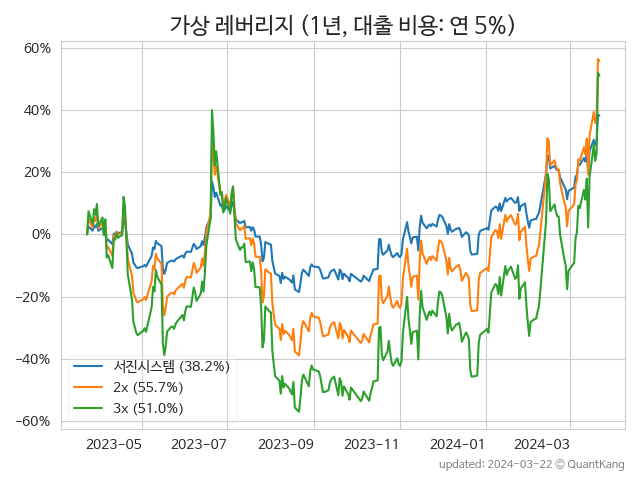 가상 레버리지 (1년, 대출 비용: 연 5%)
60%
40%
20%
0%
−20%
−40%
−60%
서진시스템 (38.2%)
2x (55.7%)
3x (51.0%)
2023-05
2023-07
2023-09
2023-11
2024-01
2024-03
updated: 2024-03-22 © QuantKang